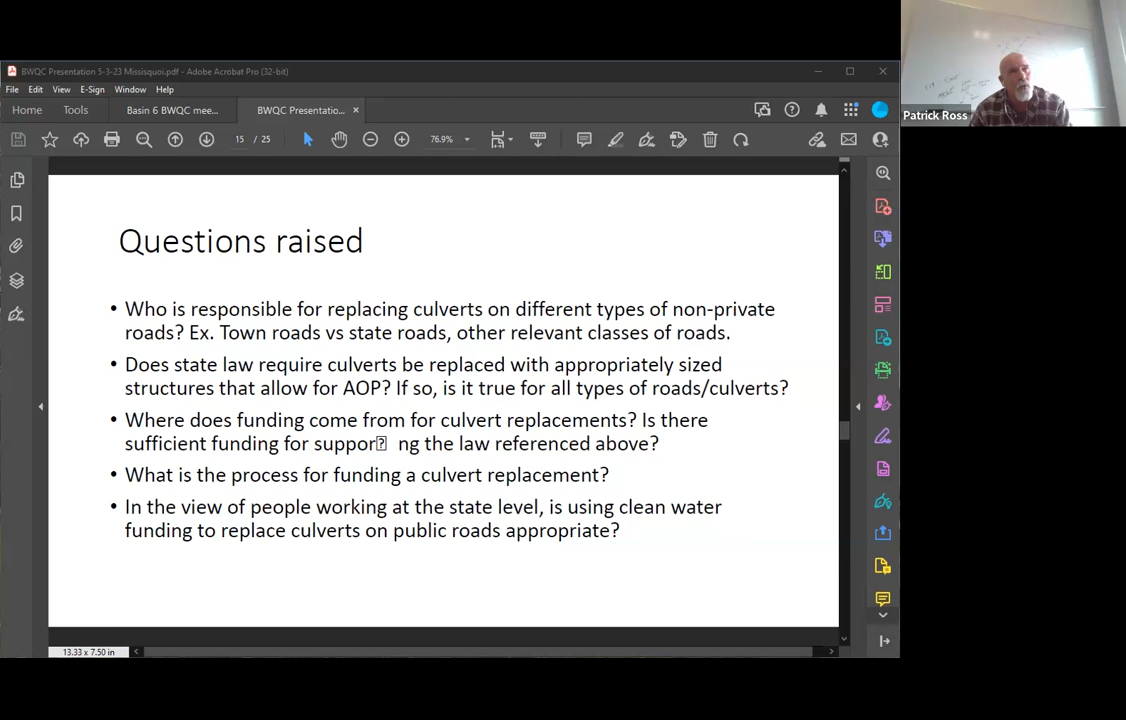 BWQC Presentation 5-3-23 Missisquoi.pdf - Adobe Acrobat Pro (32-bit)
File Edit View E-Sign Window Help
Home Tools Basin 6 BWQC mee... BWQC Presentatio... ×
15 / 25 76.9%
Patrick Ross
Questions raised
• Who is responsible for replacing culverts on different types of non-private
roads? Ex. Town roads vs state roads, other relevant classes of roads.
• Does state law require culverts be replaced with appropriately sized
structures that allow for AOP? If so, is it true for all types of roads/culverts?
• Where does funding come from for culvert replacements? Is there
sufficient funding for suppor⍰ ng the law referenced above?
• What is the process for funding a culvert replacement?
• In the view of people working at the state level, is using clean water
funding to replace culverts on public roads appropriate?
13.33 x 7.50 in